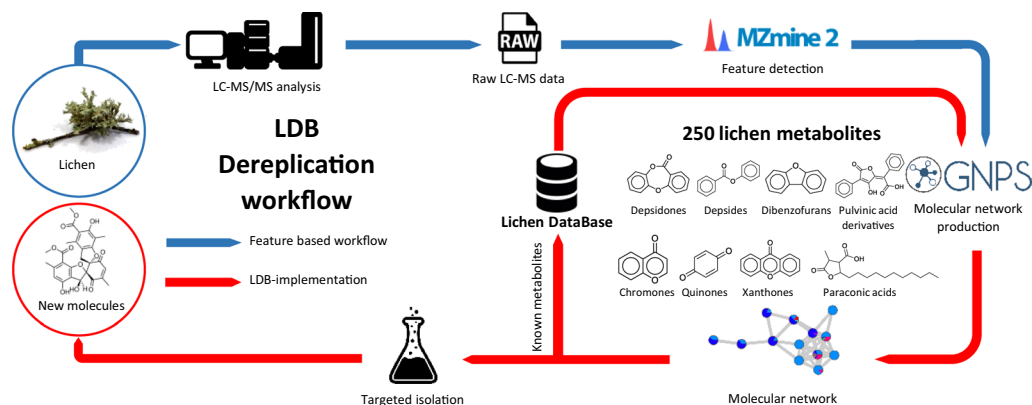 RAW
MZmine 2
LC-MS/MS analysis
Raw LC-MS data
Feature detection
Lichen
LDB
Dereplication
workflow
250 lichen metabolites
O
O
O
O
O
O
O
O
O
OH
OH
O
GNPS
Lichen DataBase
Depsidones
Depsides
Dibenzofurans
Pulvinic acid
derivatives
Molecular network
production
Feature based workflow
LDB-implementation
New molecules
Known metabolites
O
O
O
O
O
O
O
O
O
O
OH
Chromones
Quinones
Xanthones
Paraconic acids
Targeted isolation
Molecular network